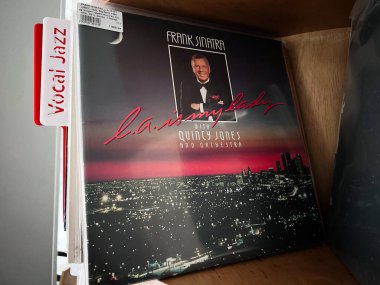 Vocal Jazz
FRANK SINATRA
L.A. is my lady
WITH
QUINCY JONES
AND ORCHESTRA